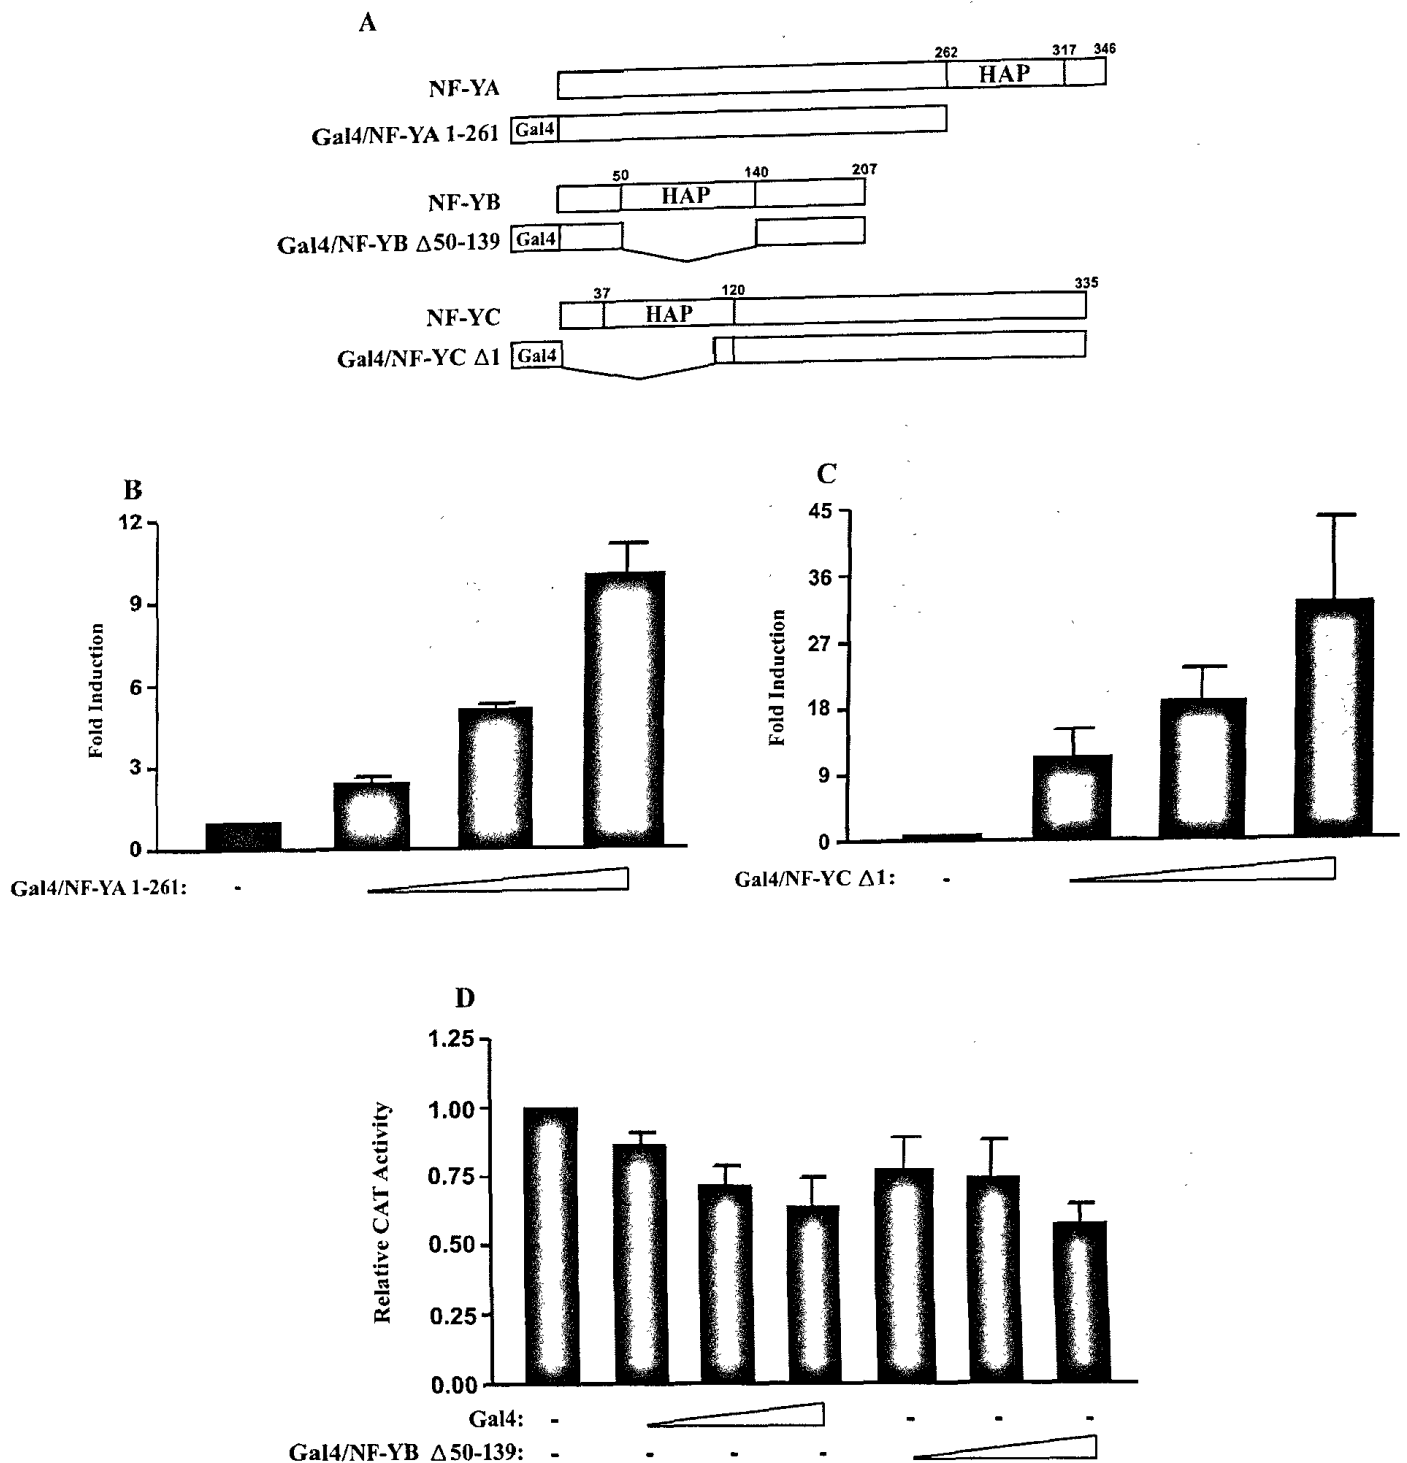 A
262 317 346
NF-YA HAP
Gal4/NF-YA 1-261 Gal4
50 140 207
NF-YB HAP
Gal4/NF-YB Δ50-139 Gal4
37 120 335
NF-YC HAP
Gal4/NF-YC Δ1 Gal4
B
12
9
6
3
0
Fold Induction
Gal4/NF-YA 1-261: -
C
45
36
27
18
9
0
Fold Induction
Gal4/NF-YC Δ1: -
D
1.25
1.00
0.75
0.50
0.25
0.00
Relative CAT Activity
Gal4: - - - -
Gal4/NF-YB Δ50-139: - - - -